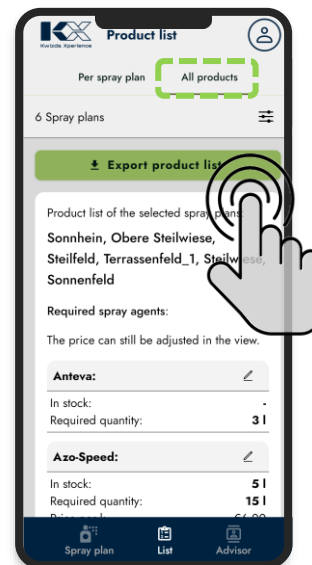 KX
Kwizda Xperience
Product list
Per spray plan
All products
6 Spray plans
Export product list
Product list of the selected spray plans:
Sonnhein, Obere Steilwiese,
Steilfeld, Terrassenfeld_1, Steilwiese,
Sonnenfeld
Required spray agents:
The price can still be adjusted in the view.
Anteva:
In stock: -
Required quantity: 3 l
Azo-Speed:
In stock: 5 l
Required quantity: 15 l
Spray plan
List
Advisor